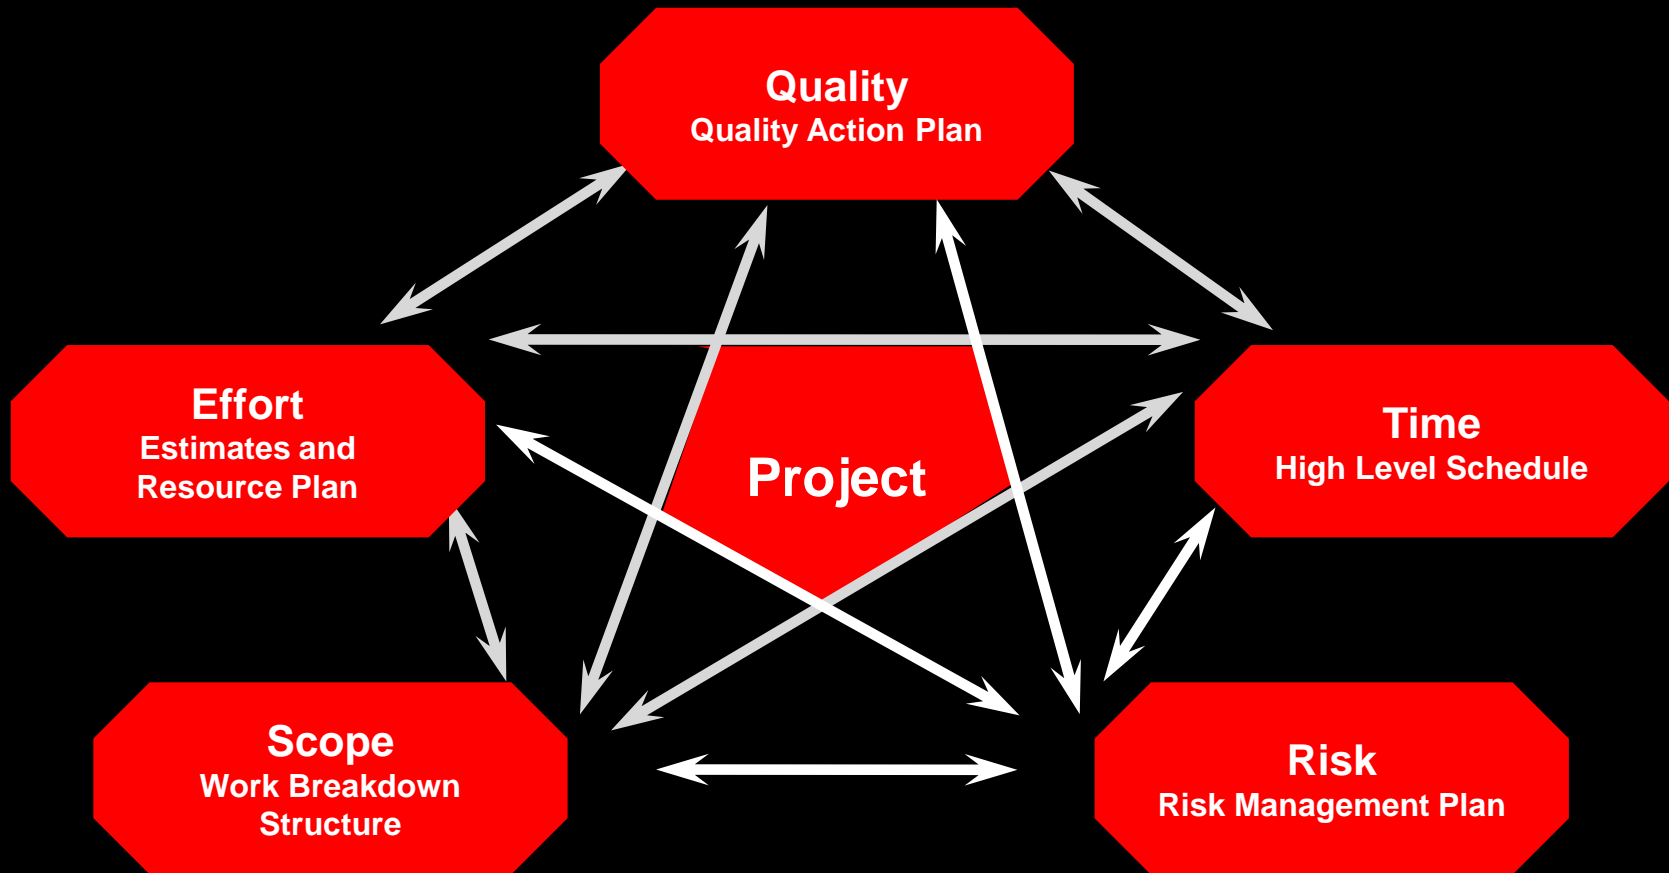 Quality
Quality Action Plan
Effort
Estimates and
Resource Plan
Time
High Level Schedule
Project
Scope
Work Breakdown
Structure
Risk
Risk Management Plan